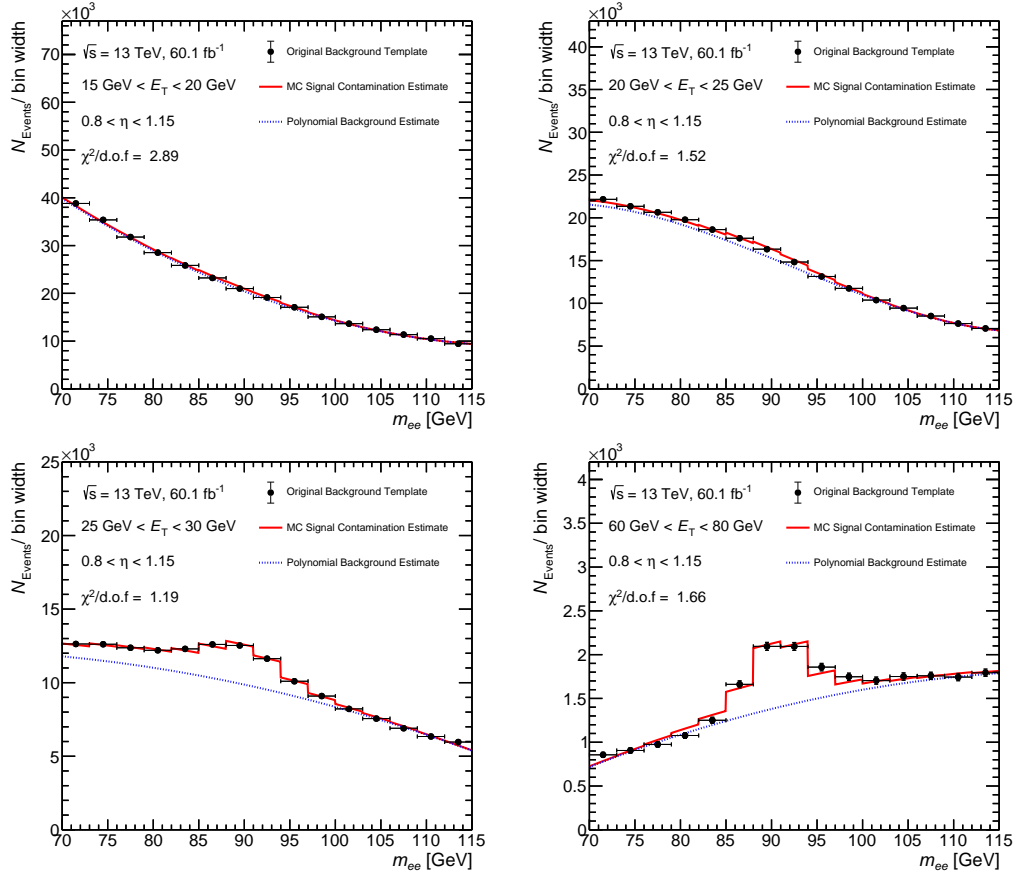 ×10³
N_Events/ bin width
70
60
50
40
30
20
10
0
√s = 13 TeV, 60.1 fb⁻¹
15 GeV < E_T < 20 GeV
0.8 < η < 1.15
χ²/d.o.f = 2.89
Original Background Template
MC Signal Contamination Estimate
Polynomial Background Estimate
70 75 80 85 90 95 100 105 110 115
m_ee [GeV]
×10³
N_Events/ bin width
40
35
30
25
20
15
10
5
0
√s = 13 TeV, 60.1 fb⁻¹
20 GeV < E_T < 25 GeV
0.8 < η < 1.15
χ²/d.o.f = 1.52
Original Background Template
MC Signal Contamination Estimate
Polynomial Background Estimate
70 75 80 85 90 95 100 105 110 115
m_ee [GeV]
×10³
N_Events/ bin width
25
20
15
10
5
0
√s = 13 TeV, 60.1 fb⁻¹
25 GeV < E_T < 30 GeV
0.8 < η < 1.15
χ²/d.o.f = 1.19
Original Background Template
MC Signal Contamination Estimate
Polynomial Background Estimate
70 75 80 85 90 95 100 105 110 115
m_ee [GeV]
×10³
N_Events/ bin width
4
3.5
3
2.5
2
1.5
1
0.5
0
√s = 13 TeV, 60.1 fb⁻¹
60 GeV < E_T < 80 GeV
0.8 < η < 1.15
χ²/d.o.f = 1.66
Original Background Template
MC Signal Contamination Estimate
Polynomial Background Estimate
70 75 80 85 90 95 100 105 110 115
m_ee [GeV]